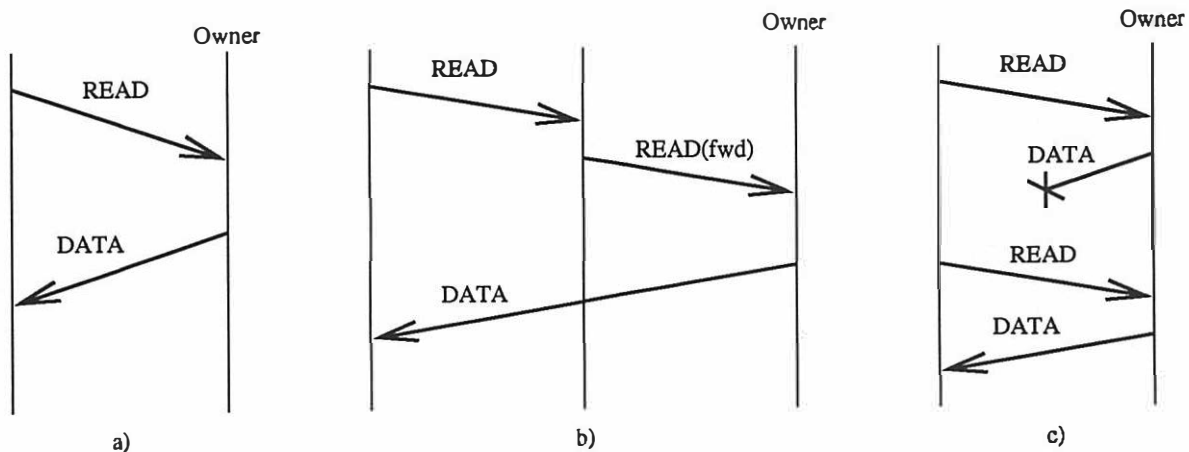 Owner
READ
DATA
a)
Owner
READ
READ(fwd)
DATA
b)
Owner
READ
DATA
READ
DATA
c)